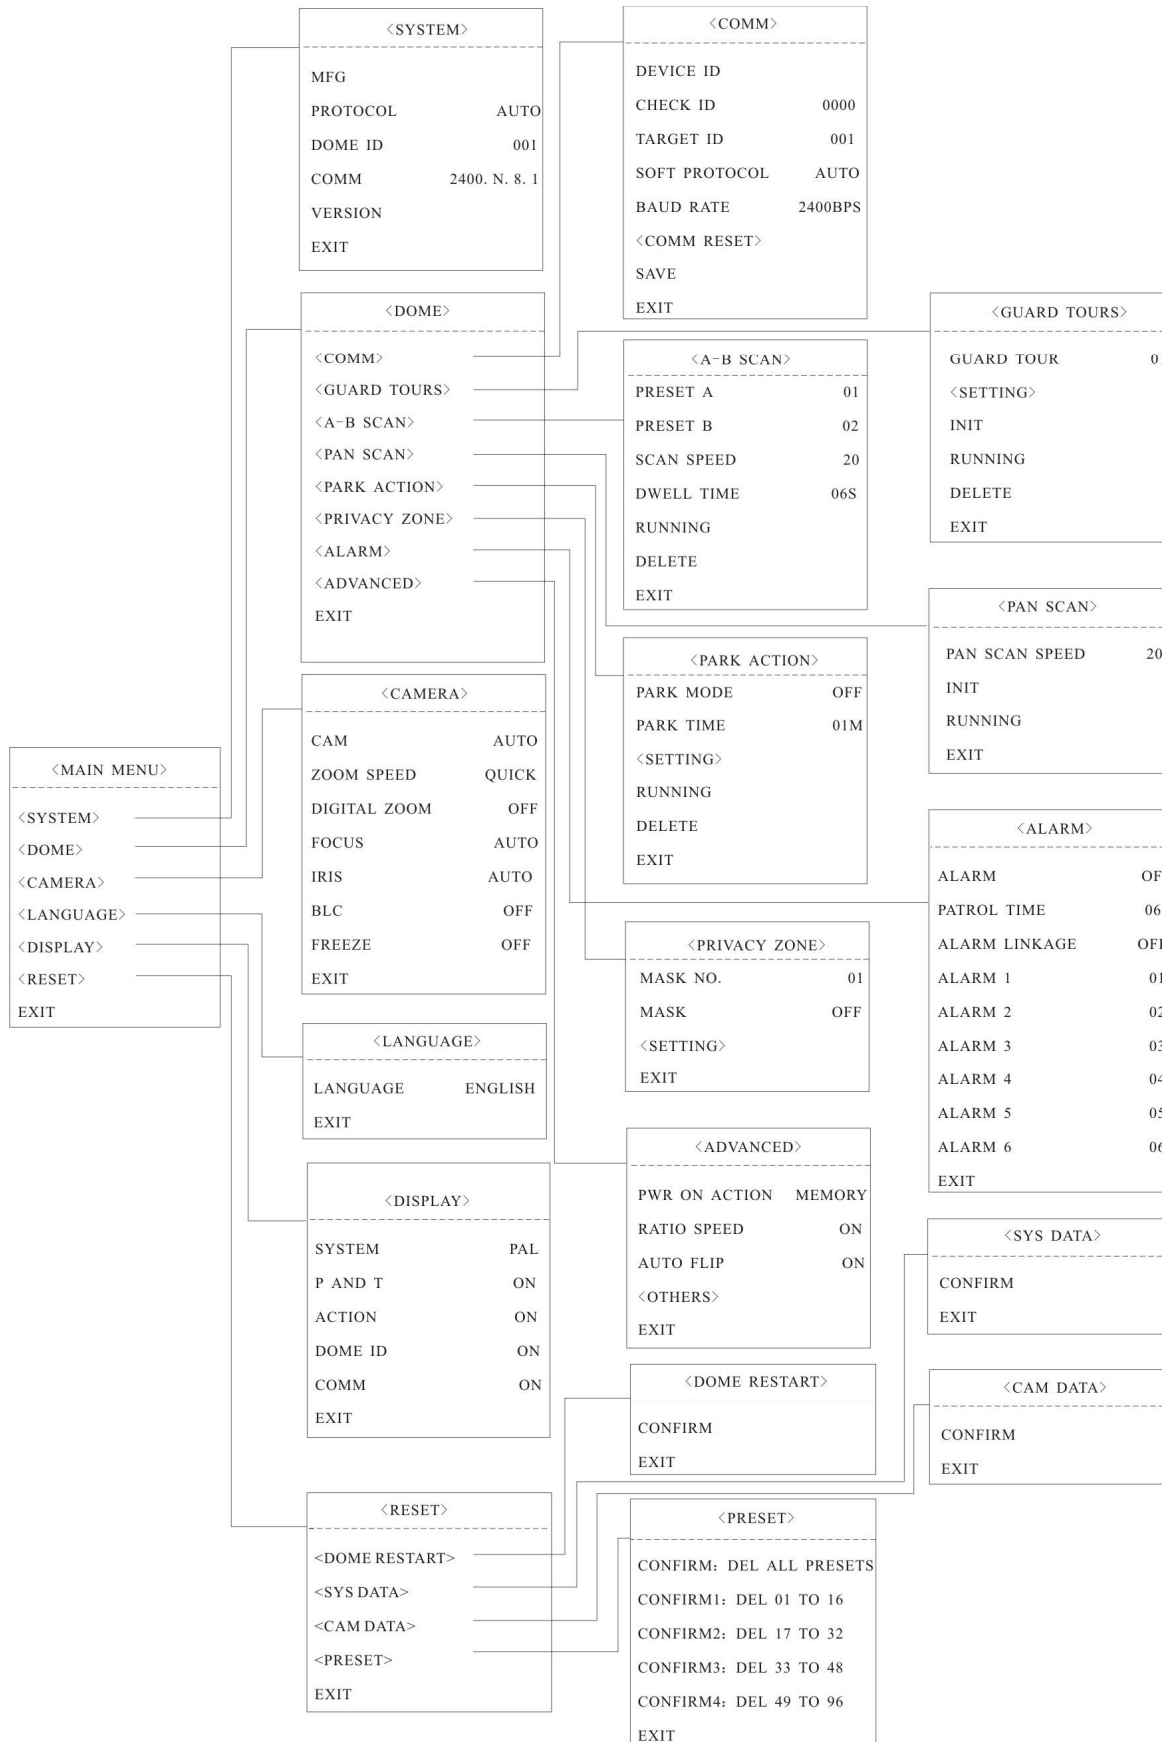 <MAIN MENU>
<SYSTEM>
<DOME>
<CAMERA>
<LANGUAGE>
<DISPLAY>
<RESET>
EXIT
<SYSTEM>
MFG
PROTOCOL AUTO
DOME ID 001
COMM 2400. N. 8. 1
VERSION
EXIT
<DOME>
<COMM>
<GUARD TOURS>
<A-B SCAN>
<PAN SCAN>
<PARK ACTION>
<PRIVACY ZONE>
<ALARM>
<ADVANCED>
EXIT
<CAMERA>
CAM AUTO
ZOOM SPEED QUICK
DIGITAL ZOOM OFF
FOCUS AUTO
IRIS AUTO
BLC OFF
FREEZE OFF
EXIT
<LANGUAGE>
LANGUAGE ENGLISH
EXIT
<DISPLAY>
SYSTEM PAL
P AND T ON
ACTION ON
DOME ID ON
COMM ON
EXIT
<RESET>
<DOME RESTART>
<SYS DATA>
<CAM DATA>
<PRESET>
EXIT
<COMM>
DEVICE ID
CHECK ID 0000
TARGET ID 001
SOFT PROTOCOL AUTO
BAUD RATE 2400BPS
<COMM RESET>
SAVE
EXIT
<A-B SCAN>
PRESET A 01
PRESET B 02
SCAN SPEED 20
DWELL TIME 06S
RUNNING
DELETE
EXIT
<PARK ACTION>
PARK MODE OFF
PARK TIME 01M
<SETTING>
RUNNING
DELETE
EXIT
<PRIVACY ZONE>
MASK NO. 01
MASK OFF
<SETTING>
EXIT
<ADVANCED>
PWR ON ACTION MEMORY
RATIO SPEED ON
AUTO FLIP ON
<OTHERS>
EXIT
<DOME RESTART>
CONFIRM
EXIT
<PRESET>
CONFIRM: DEL ALL PRESETS
CONFIRM1: DEL 01 TO 16
CONFIRM2: DEL 17 TO 32
CONFIRM3: DEL 33 TO 48
CONFIRM4: DEL 49 TO 96
EXIT
<GUARD TOURS>
GUARD TOUR
<SETTING>
INIT
RUNNING
DELETE
EXIT
<PAN SCAN>
PAN SCAN SPEED 20
INIT
RUNNING
EXIT
<ALARM>
ALARM
PATROL TIME 06
ALARM LINKAGE
ALARM 1 01
ALARM 2 02
ALARM 3 03
ALARM 4 04
ALARM 5 05
ALARM 6 06
EXIT
<SYS DATA>
CONFIRM
EXIT
<CAM DATA>
CONFIRM
EXIT